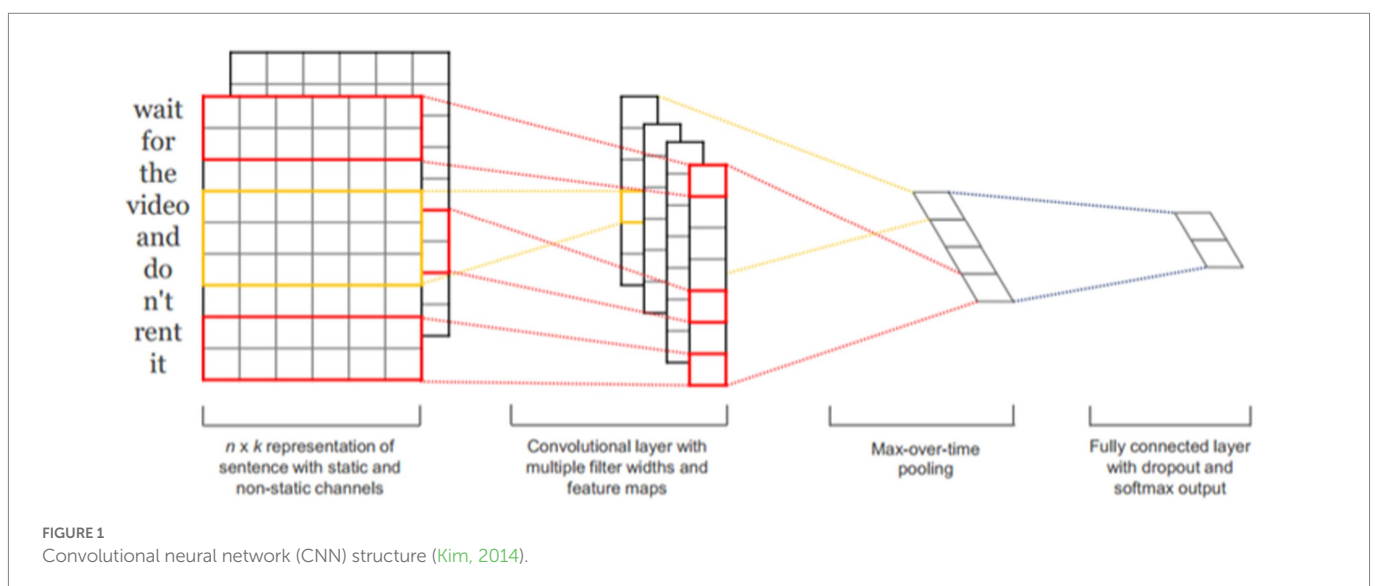 wait
for
the
video
and
do
n't
rent
it
n x k representation of
sentence with static and
non-static channels
Convolutional layer with
multiple filter widths and
feature maps
Max-over-time
pooling
Fully connected layer
with dropout and
softmax output
FIGURE 1
Convolutional neural network (CNN) structure (Kim, 2014).